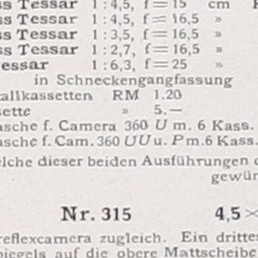 ss Tessar 1:4,5, f = 15 cm
ss Tessar 1:4,5, f = 16,5 »
ss Tessar 1:3,5, f = 16,5 »
ss Tessar 1:2,7, f = 16,5 »
essar 1:6,3, f = 25 »
in Schneckengangfassung
allkassetten RM 1.20
sette » 5.—
asche f. Camera 360 U m. 6 Kass.
asche f. Cam. 360 UU u. P m. 6 Kass.
elche dieser beiden Ausführungen
gewün
Nr. 315 4,5 ×
reflexcamera zugleich. Ein dritte
piegels auf die obere Mattscheibe